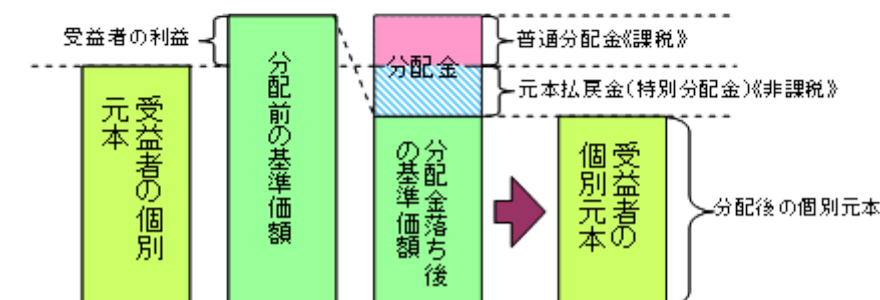 受益者の利益
受益者の個別
元本
分配前の基準価額
分配金
普通分配金《課税》
元本払戻金(特別分配金)《非課税》
分配金落ち後
の基準価額
受益者の
個別元本
分配後の個別元本